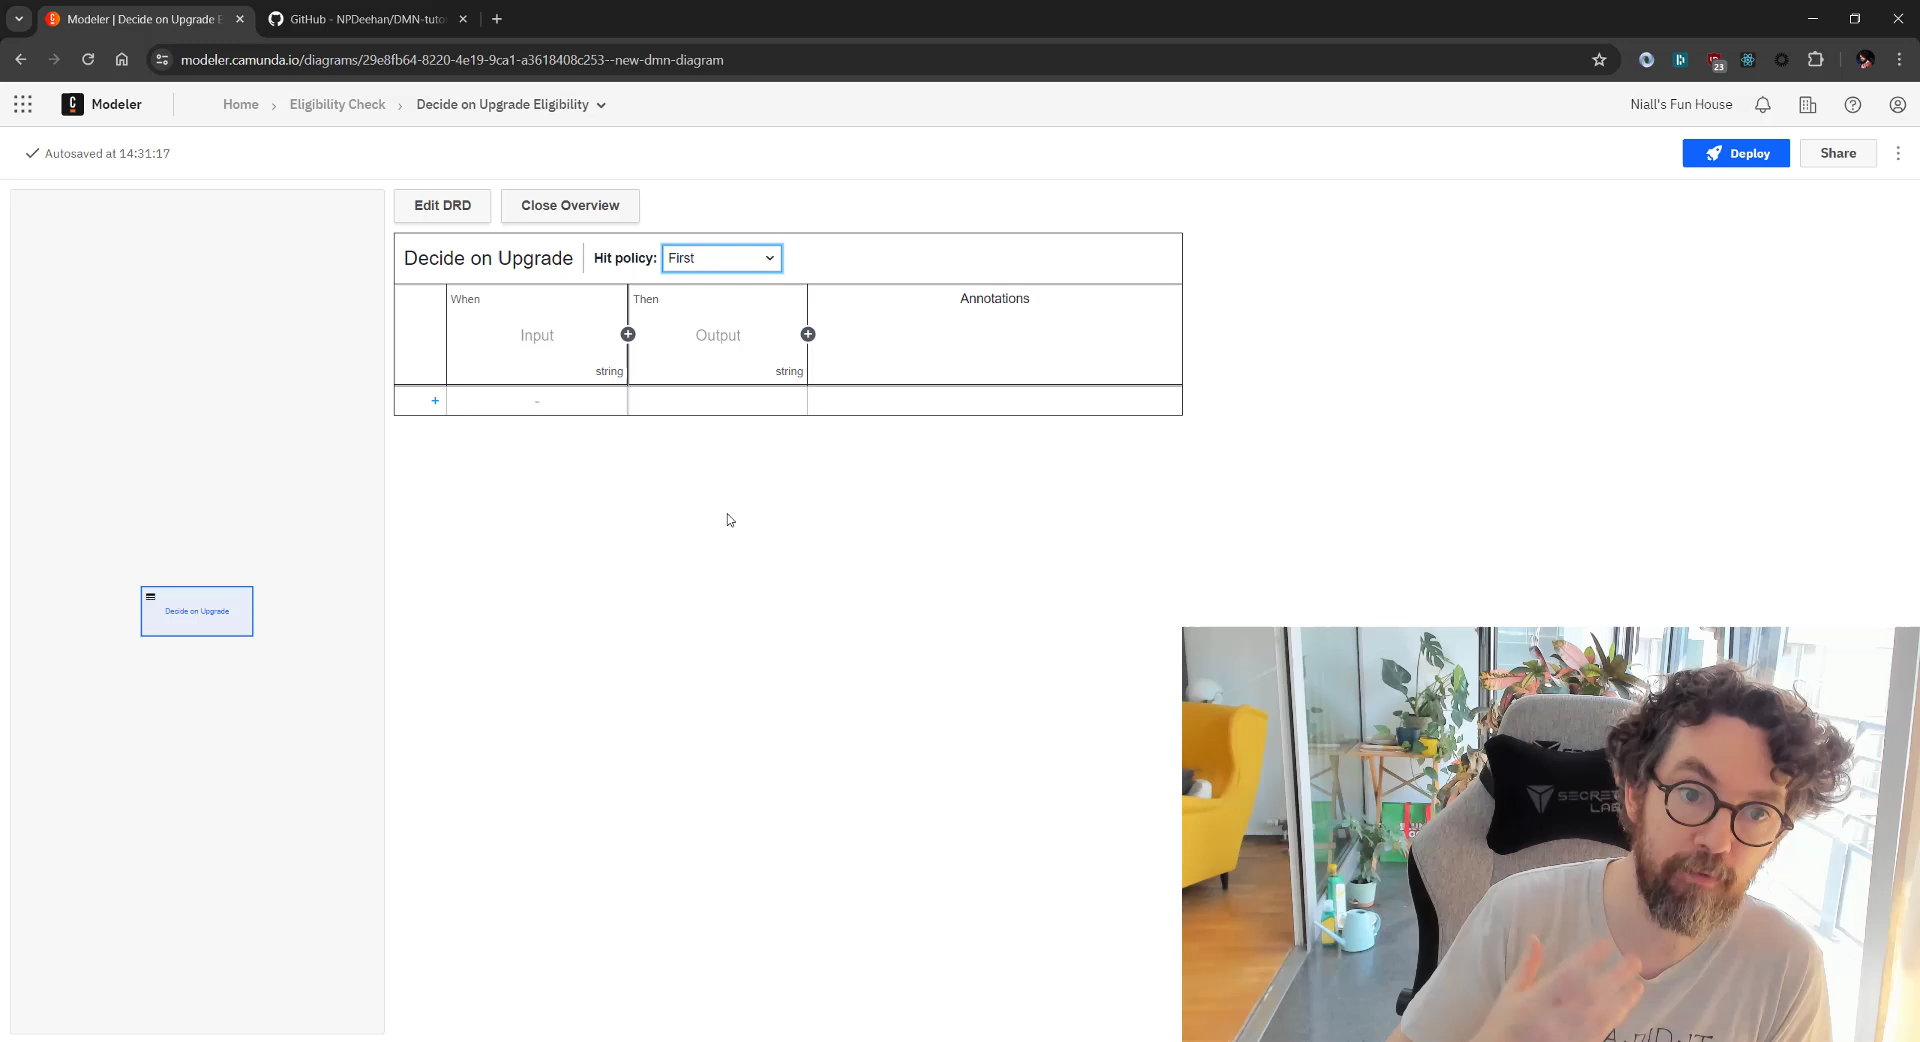 Modeler | Decide on Upgrade E
GitHub - NPDeehan/DMN-tuto
modeler.camunda.io/diagrams/29e8fb64-8220-4e19-9ca1-a3618408c253--new-dmn-diagram
23
C Modeler
Home > Eligibility Check > Decide on Upgrade Eligibility
Niall's Fun House
Autosaved at 14:31:17
Deploy
Share
Edit DRD
Close Overview
Decide on Upgrade
Hit policy: First
When
Then
Annotations
Input
Output
string
string
+ -
Decide on Upgrade
SECRET
LAB